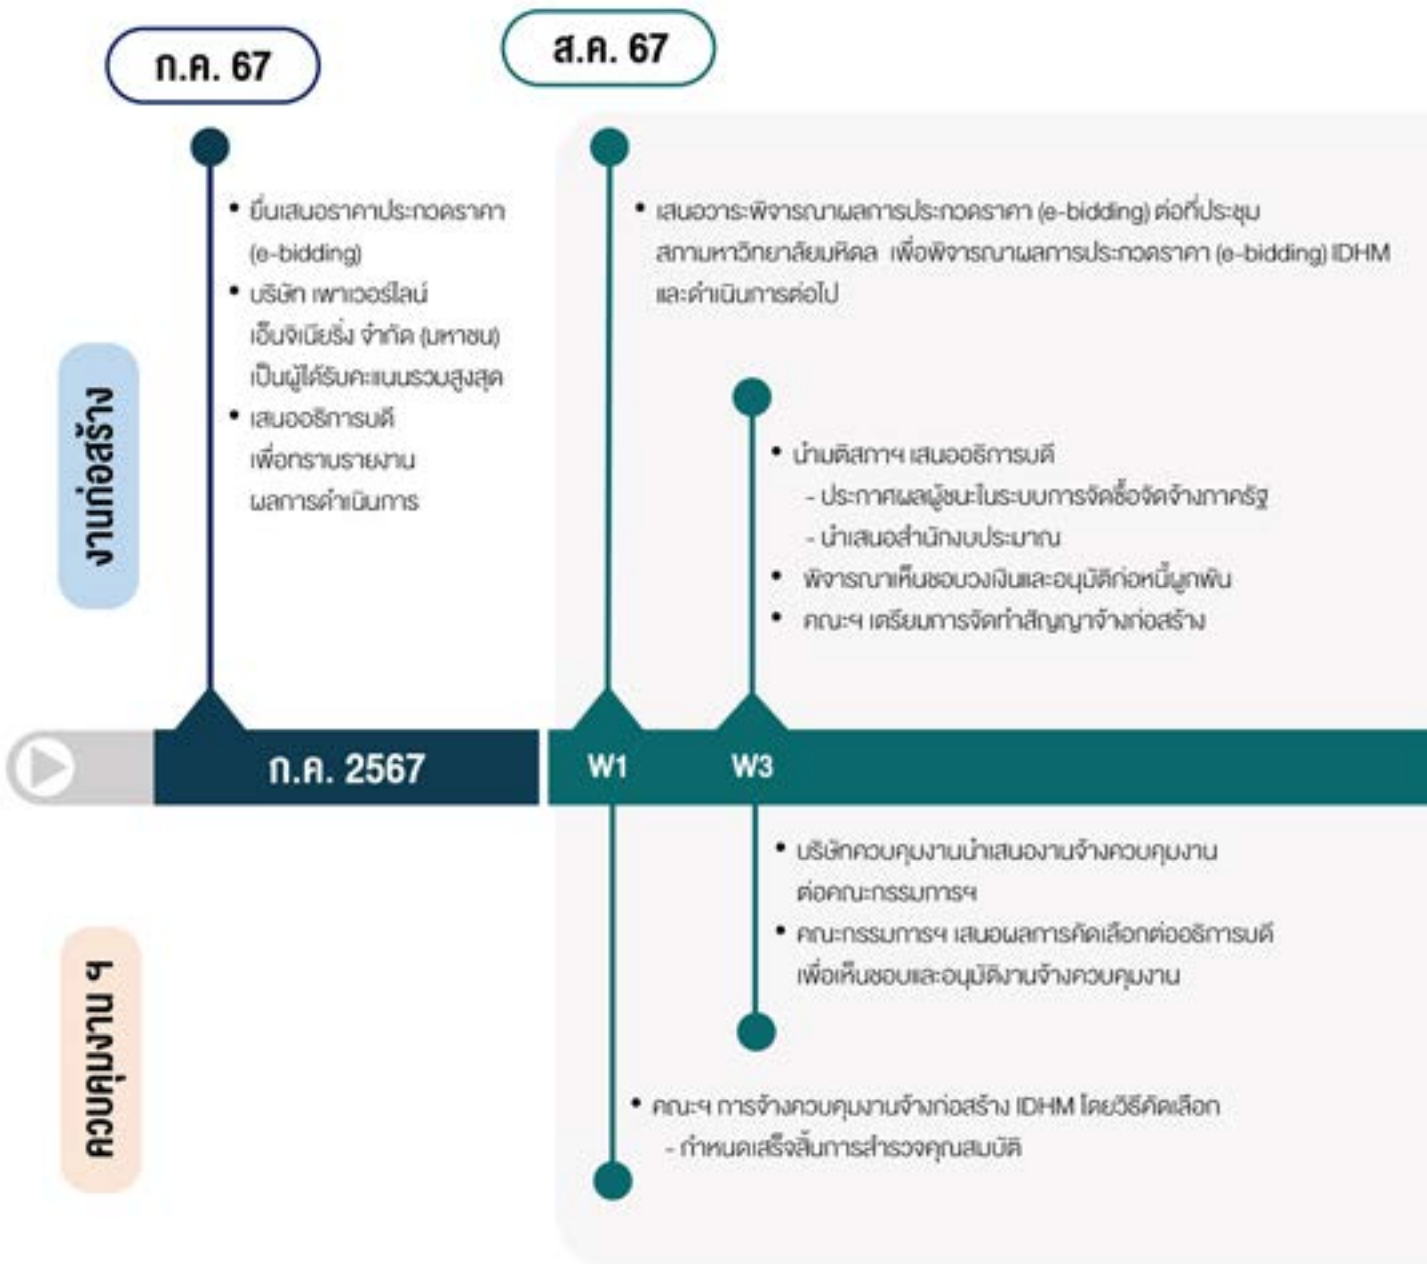 ก.ค. 67
ส.ค. 67
• ยื่นเสนอราคาประกวดราคา
(e-bidding)
• บริษัท เพาเวอร์ไลน์
เอ็นจิเนียริ่ง จำกัด (มหาชน)
เป็นผู้ได้รับคะแนนรวมสูงสุด
• เสนออธิการบดี
เพื่อทราบรายงาน
ผลการดำเนินการ
• เสนอวาระพิจารณาผลการประกวดราคา (e-bidding) ต่อที่ประชุม
สภามหาวิทยาลัยมหิดล เพื่อพิจารณาผลการประกวดราคา (e-bidding) IDHM
และดำเนินการต่อไป
งานก่อสร้าง
• นำมติสภาฯ เสนออธิการบดี
- ประกาศผลผู้ชนะในระบบการจัดซื้อจัดจ้างภาครัฐ
- นำเสนอสำนักงบประมาณ
• พิจารณาเห็นชอบวงเงินและอนุมัติก่อหนี้ผูกพัน
• คณะฯ เตรียมการจัดทำสัญญาจ้างก่อสร้าง
ก.ค. 2567
W1
W3
ควบคุมงาน ฯ
• บริษัทควบคุมงานนำเสนองานจ้างควบคุมงาน
ต่อคณะกรรมการฯ
• คณะกรรมการฯ เสนอผลการคัดเลือกต่ออธิการบดี
เพื่อเห็นชอบและอนุมัติงานจ้างควบคุมงาน
• คณะฯ การจ้างควบคุมงานจ้างก่อสร้าง IDHM โดยวิธีคัดเลือก
- กำหนดเสร็จสิ้นการสำรวจคุณสมบัติ